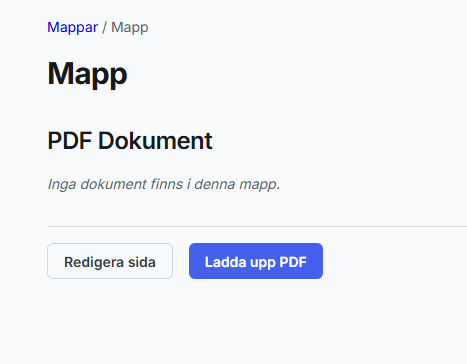 Mappar / Mapp
Mapp
PDF Dokument
Inga dokument finns i denna mapp.
Redigera sida
Ladda upp PDF